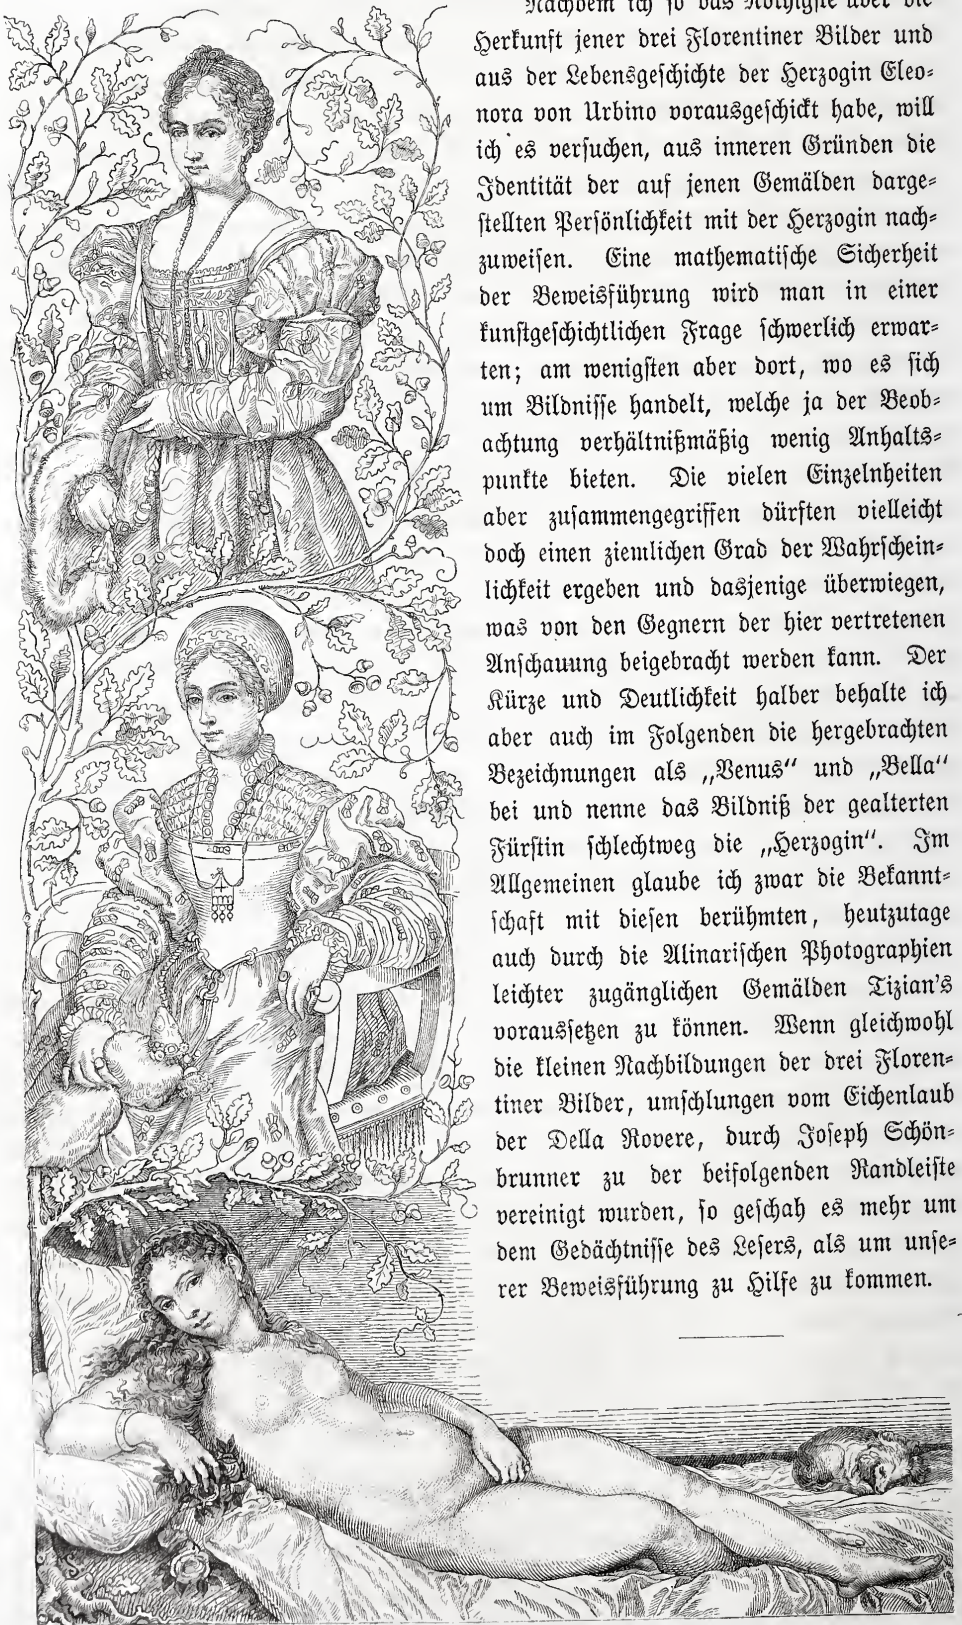 Nachdem ich so das Nöthigste über die
Herkunft jener drei Florentiner Bilder und
aus der Lebensgeschichte der Herzogin Eleo-
nora von Urbino vorausgeschickt habe, will
ich es versuchen, aus inneren Gründen die
Identität der auf jenen Gemälden darge-
stellten Persönlichkeit mit der Herzogin nach-
zuweisen. Eine mathematische Sicherheit
der Beweisführung wird man in einer
kunstgeschichtlichen Frage schwerlich erwar-
ten; am wenigsten aber dort, wo es sich
um Bildnisse handelt, welche ja der Beob-
achtung verhältnißmäßig wenig Anhalts-
punkte bieten. Die vielen Einzelnheiten
aber zusammengegriffen dürften vielleicht
doch einen ziemlichen Grad der Wahrschein-
lichkeit ergeben und dasjenige überwiegen,
was von den Gegnern der hier vertretenen
Anschauung beigebracht werden kann. Der
Kürze und Deutlichkeit halber behalte ich
aber auch im Folgenden die hergebrachten
Bezeichnungen als „Venus“ und „Bella“
bei und nenne das Bildniß der gealterten
Fürstin schlechtweg die „Herzogin“. Im
Allgemeinen glaube ich zwar die Bekannt-
schaft mit diesen berühmten, heutzutage
auch durch die Alinarischen Photographien
leichter zugänglichen Gemälden Tizian's
voraussetzen zu können. Wenn gleichwohl
die kleinen Nachbildungen der drei Floren-
tiner Bilder, umschlungen vom Eichenlaub
der Della Rovere, durch Joseph Schön-
brunner zu der beifolgenden Randleiste
vereinigt wurden, so geschah es mehr um
dem Gedächtnisse des Lesers, als um unse-
rer Beweisführung zu Hilfe zu kommen.